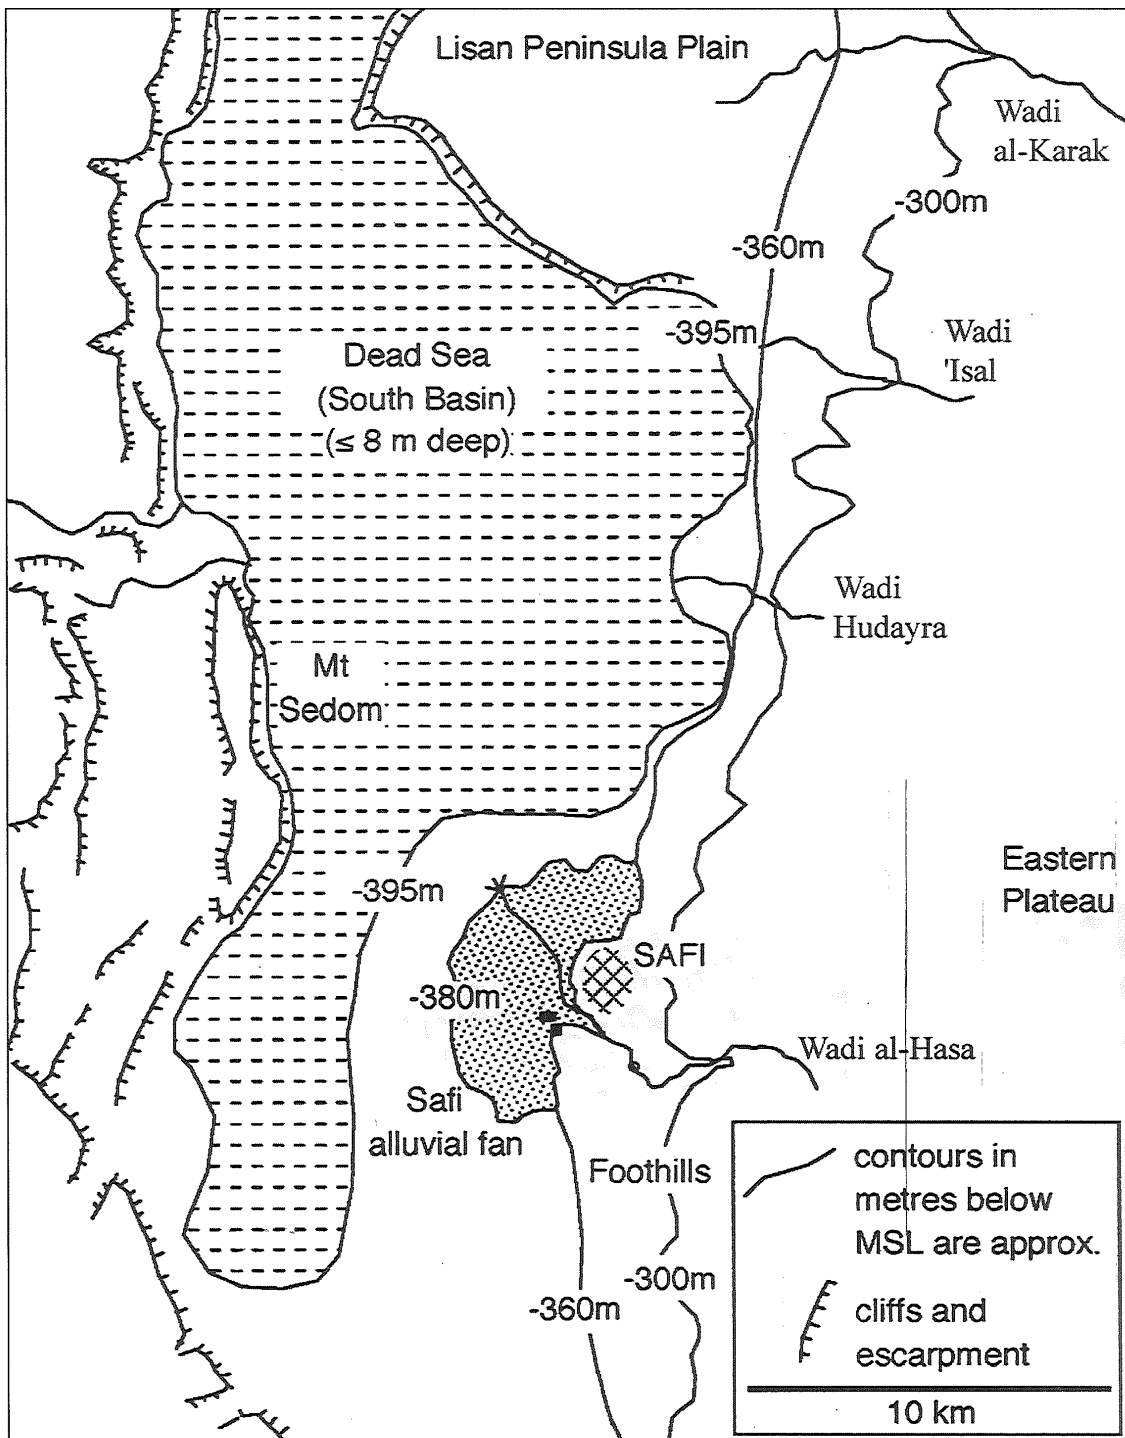 Lisan Peninsula Plain
Wadi
al-Karak
-300m
-360m
-395m
Wadi
'Isal
Dead Sea
(South Basin)
(≤ 8 m deep)
Wadi
Hudayra
Mt
Sedom
Eastern
Plateau
-395m
SAFI
-380m
Wadi al-Hasa
Safi
alluvial fan
Foothills
-300m
-360m
contours in
metres below
MSL are approx.
cliffs and
escarpment
10 km